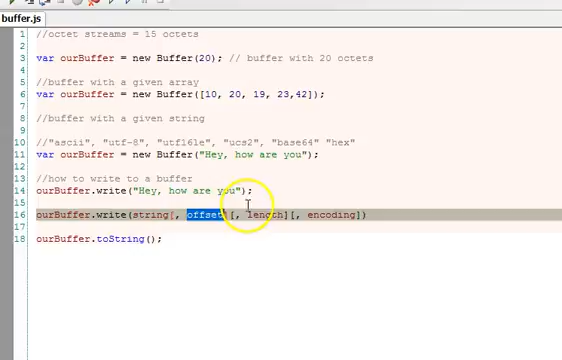 buffer.js
1 //octet streams = 15 octets
2
3 var ourBuffer = new Buffer(20); // buffer with 20 octets
4
5 //buffer with a given array
6 var ourBuffer = new Buffer([10, 20, 19, 23,42]);
7
8 //buffer with a given string
9
10 //"ascii", "utf-8", "utf16le", "ucs2", "base64" "hex"
11 var ourBuffer = new Buffer("Hey, how are you");
12
13 //how to write to a buffer
14 ourBuffer.write("Hey, how are you");
15
16 ourBuffer.write(string[, offset][, length][, encoding])
17
18 ourBuffer.toString();